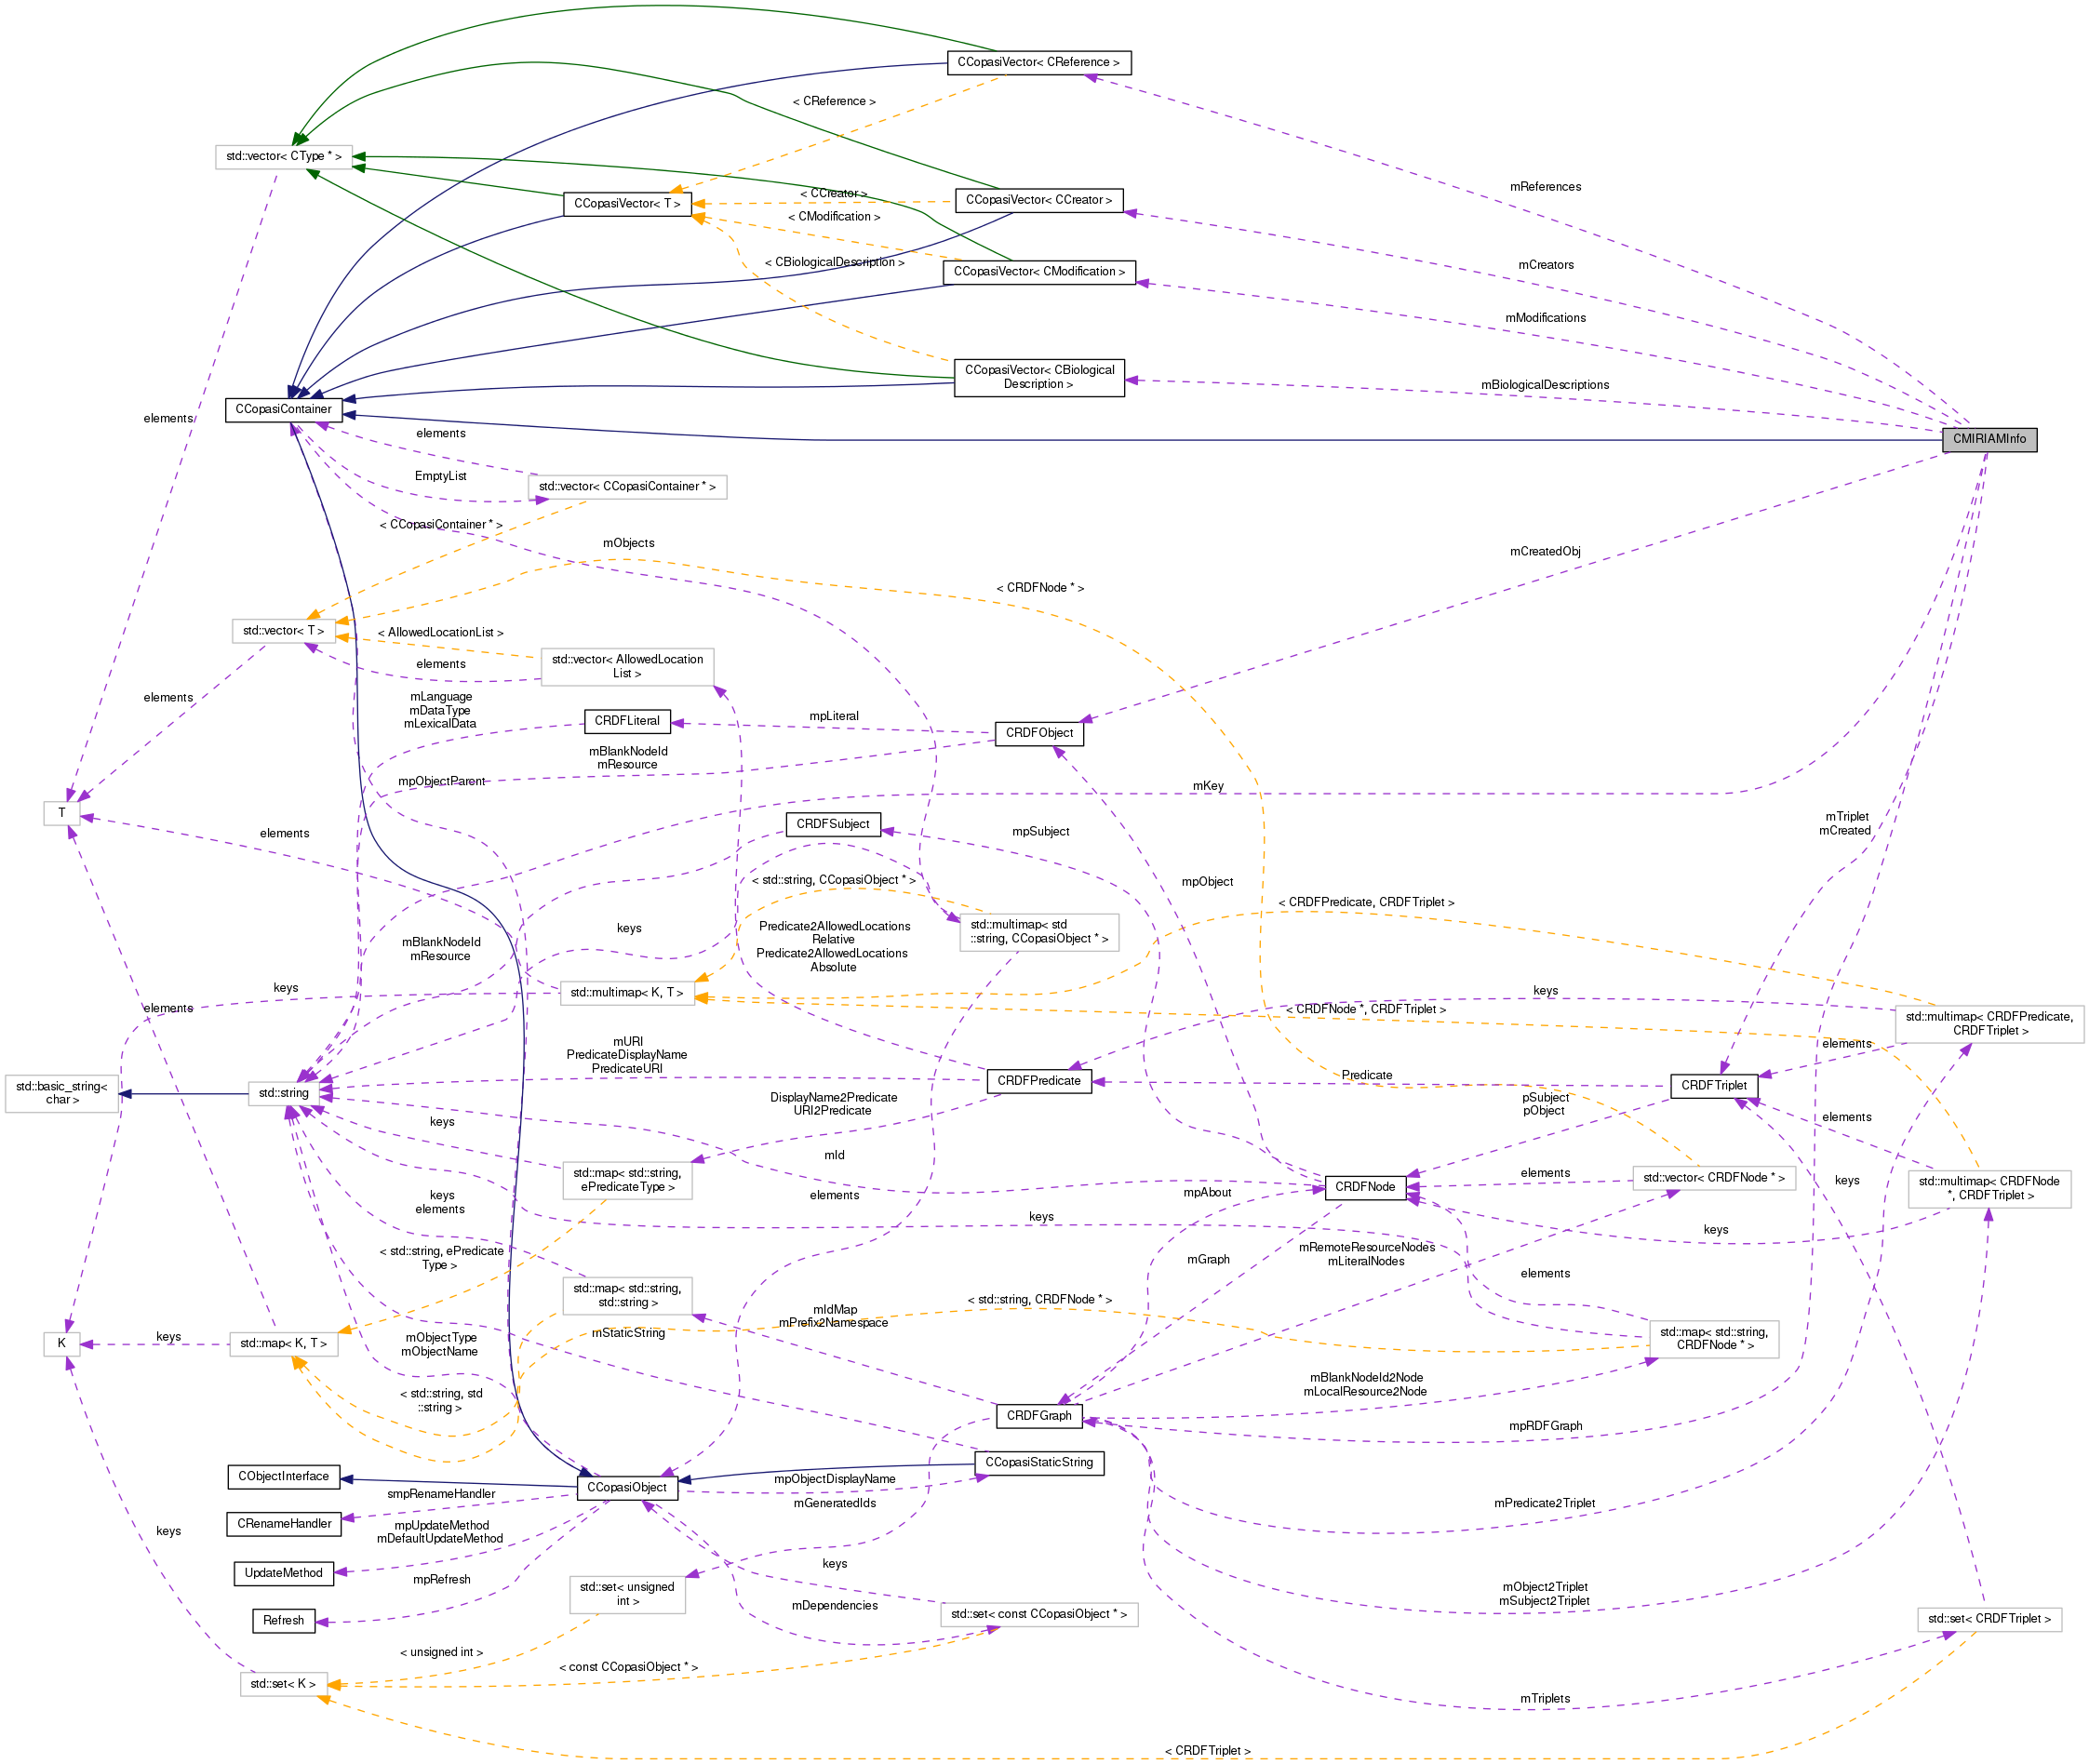 CCopasiVector< CReference >
< CReference >
std::vector< CType * >
mReferences
< CCreator >
CCopasiVector< T >
CCopasiVector< CCreator >
< CModification >
< CBiologicalDescription >
mCreators
CCopasiVector< CModification >
mModifications
CCopasiVector< CBiological
Description >
mBiologicalDescriptions
CCopasiContainer
elements
elements
CMIRIAMInfo
EmptyList
std::vector< CCopasiContainer * >
< CCopasiContainer * >
mObjects
mCreatedObj
< CRDFNode * >
std::vector< T >
< AllowedLocationList >
elements
std::vector< AllowedLocation
List >
elements
mLanguage
mDataType
mLexicalData
CRDFLiteral
mpLiteral
CRDFObject
mBlankNodeId
mResource
mpObjectParent
mKey
T
elements
CRDFSubject
mpSubject
mTriplet
mCreated
mpObject
< std::string, CCopasiObject * >
< CRDFPredicate, CRDFTriplet >
keys
mBlankNodeId
mResource
Predicate2AllowedLocations
Relative
Predicate2AllowedLocations
Absolute
std::multimap< std
::string, CCopasiObject * >
keys
std::multimap< K, T >
keys
elements
< CRDFNode *, CRDFTriplet >
std::multimap< CRDFPredicate,
CRDFTriplet >
mURI
PredicateDisplayName
PredicateURI
elements
std::basic_string<
char >
std::string
CRDFPredicate
Predicate
CRDFTriplet
DisplayName2Predicate
URI2Predicate
keys
pSubject
pObject
elements
mId
std::map< std::string,
ePredicateType >
mpAbout
CRDFNode
elements
std::vector< CRDFNode * >
keys
std::multimap< CRDFNode
*, CRDFTriplet >
keys
elements
elements
keys
keys
< std::string, ePredicate
Type >
mGraph
mRemoteResourceNodes
mLiteralNodes
elements
std::map< std::string,
std::string >
mIdMap
mPrefix2Namespace
< std::string, CRDFNode * >
K
keys
std::map< K, T >
mObjectType
mObjectName
mStaticString
std::map< std::string,
CRDFNode * >
mBlankNodeId2Node
mLocalResource2Node
< std::string, std
::string >
CRDFGraph
mpRDFGraph
CObjectInterface
CCopasiStaticString
mpObjectDisplayName
CCopasiObject
smpRenameHandler
mGeneratedIds
mPredicate2Triplet
CRenameHandler
mpUpdateMethod
mDefaultUpdateMethod
keys
keys
UpdateMethod
mpRefresh
std::set< unsigned
int >
mDependencies
mObject2Triplet
mSubject2Triplet
Refresh
std::set< const CCopasiObject * >
std::set< CRDFTriplet >
< unsigned int >
< const CCopasiObject * >
std::set< K >
mTriplets
< CRDFTriplet >